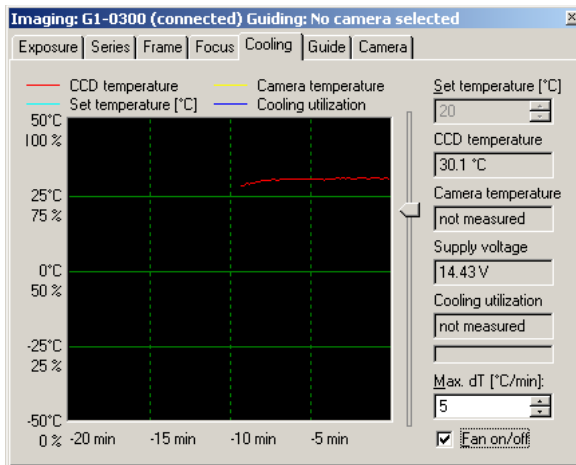 Imaging: G1-0300 (connected) Guiding: No camera selected
Exposure Series Frame Focus Cooling Guide Camera
CCD temperature Camera temperature
Set temperature [°C] Cooling utilization
50°C
100 %
25°C
75 %
0°C
50 %
-25°C
25 %
-50°C
0 % -20 min -15 min -10 min -5 min
Set temperature [°C]
20
CCD temperature
30.1 °C
Camera temperature
not measured
Supply voltage
14.43 V
Cooling utilization
not measured
Max. dT [°C/min]:
5
Fan on/off